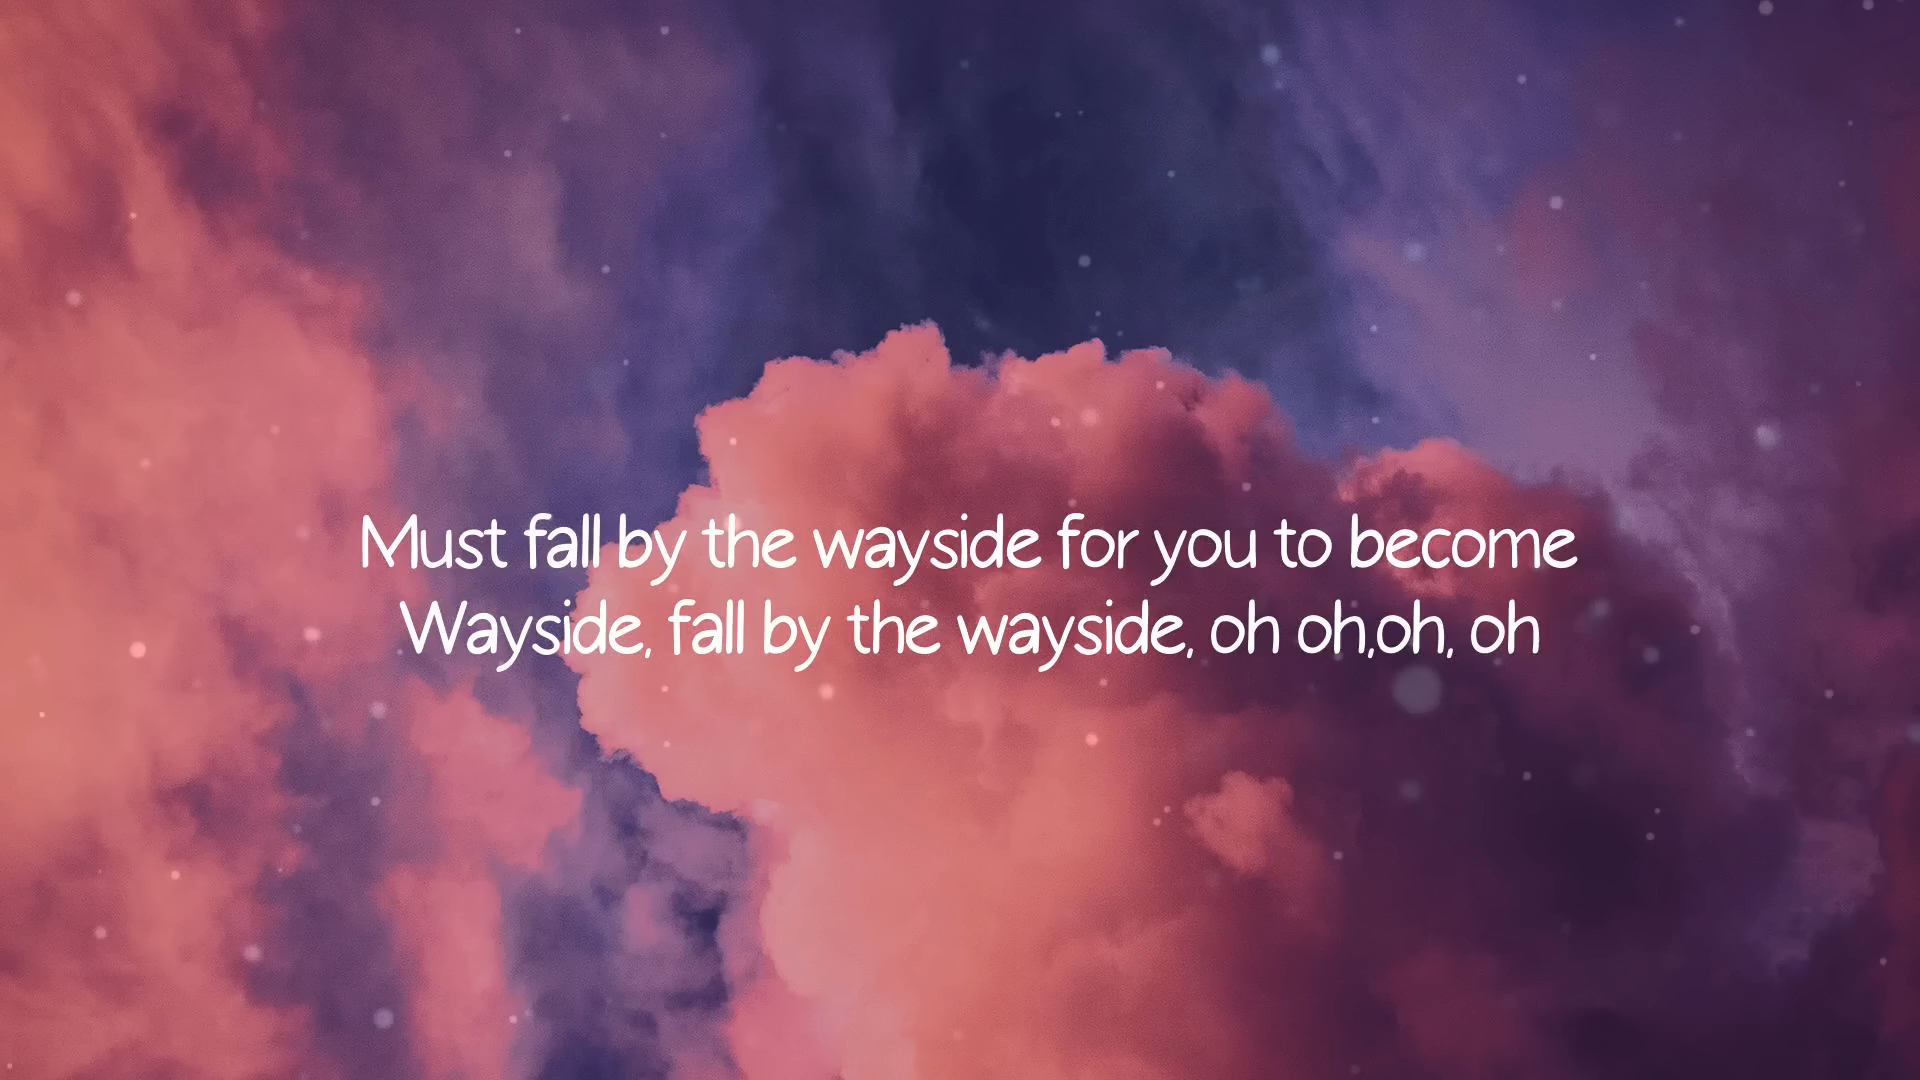 Must fall by the wayside for you to become
Wayside, fall by the wayside, oh oh,oh, oh